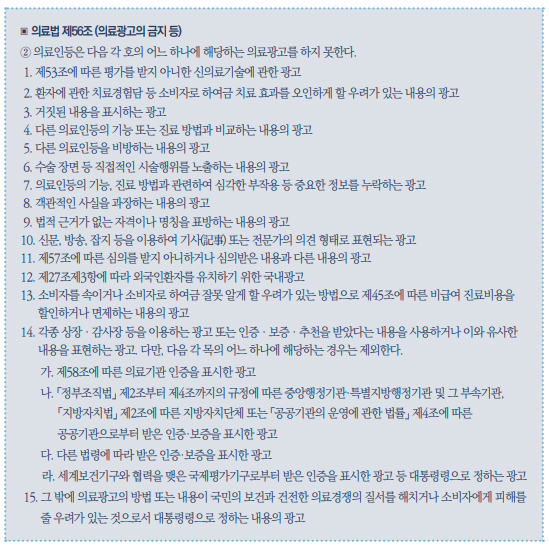 ▣ 의료법 제56조 (의료광고의 금지 등)
② 의료인등은 다음 각 호의 어느 하나에 해당하는 의료광고를 하지 못한다.
1. 제53조에 따른 평가를 받지 아니한 신의료기술에 관한 광고
2. 환자에 관한 치료경험담 등 소비자로 하여금 치료 효과를 오인하게 할 우려가 있는 내용의 광고
3. 거짓된 내용을 표시하는 광고
4. 다른 의료인등의 기능 또는 진료 방법과 비교하는 내용의 광고
5. 다른 의료인등을 비방하는 내용의 광고
6. 수술 장면 등 직접적인 시술행위를 노출하는 내용의 광고
7. 의료인등의 기능, 진료 방법과 관련하여 심각한 부작용 등 중요한 정보를 누락하는 광고
8. 객관적인 사실을 과장하는 내용의 광고
9. 법적 근거가 없는 자격이나 명칭을 표방하는 내용의 광고
10. 신문, 방송, 잡지 등을 이용하여 기사(記事) 또는 전문가의 의견 형태로 표현되는 광고
11. 제57조에 따른 심의를 받지 아니하거나 심의받은 내용과 다른 내용의 광고
12. 제27조제3항에 따라 외국인환자를 유치하기 위한 국내광고
13. 소비자를 속이거나 소비자로 하여금 잘못 알게 할 우려가 있는 방법으로 제45조에 따른 비급여 진료비용을
할인하거나 면제하는 내용의 광고
14. 각종 상장·감사장 등을 이용하는 광고 또는 인증·보증·추천을 받았다는 내용을 사용하거나 이와 유사한
내용을 표현하는 광고. 다만, 다음 각 목의 어느 하나에 해당하는 경우는 제외한다.
가. 제58조에 따른 의료기관 인증을 표시한 광고
나. 「정부조직법」 제2조부터 제4조까지의 규정에 따른 중앙행정기관·특별지방행정기관 및 그 부속기관,
「지방자치법」 제2조에 따른 지방자치단체 또는 「공공기관의 운영에 관한 법률」 제4조에 따른
공공기관으로부터 받은 인증·보증을 표시한 광고
다. 다른 법령에 따라 받은 인증·보증을 표시한 광고
라. 세계보건기구와 협력을 맺은 국제평가기구로부터 받은 인증을 표시한 광고 등 대통령령으로 정하는 광고
15. 그 밖에 의료광고의 방법 또는 내용이 국민의 보건과 건전한 의료경쟁의 질서를 해치거나 소비자에게 피해를
줄 우려가 있는 것으로서 대통령령으로 정하는 내용의 광고